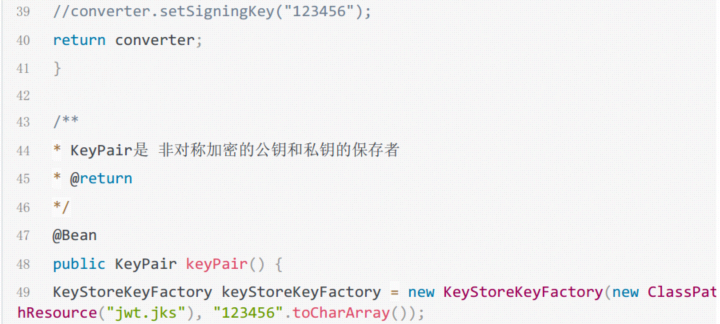 39 //converter.setSigningKey("123456");
40 return converter;
41 }
42
43 /**
44 * KeyPair是 非对称加密的公钥和私钥的保存者
45 * @return
46 */
47 @Bean
48 public KeyPair keyPair() {
49 KeyStoreKeyFactory keyStoreKeyFactory = new KeyStoreKeyFactory(new ClassPat
hResource("jwt.jks"), "123456".toCharArray());